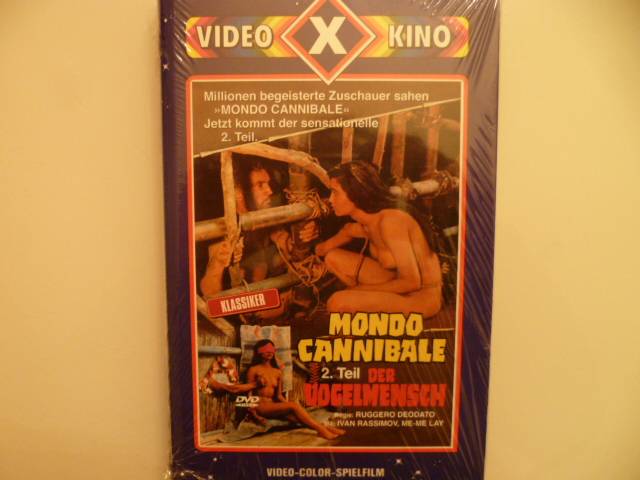 VIDEO X KINO
Millionen begeisterte Zuschauer sahen
»MONDO CANNIBALE«
Jetzt kommt der sensationelle
2. Teil.
KLASSIKER
MONDO
CANNIBALE
2. Teil DER
VOGELMENSCH
DVD
Regie: RUGGERO DEODATO
IVAN RASSIMOV, ME-ME LAY
VIDEO-COLOR-SPIELFILM